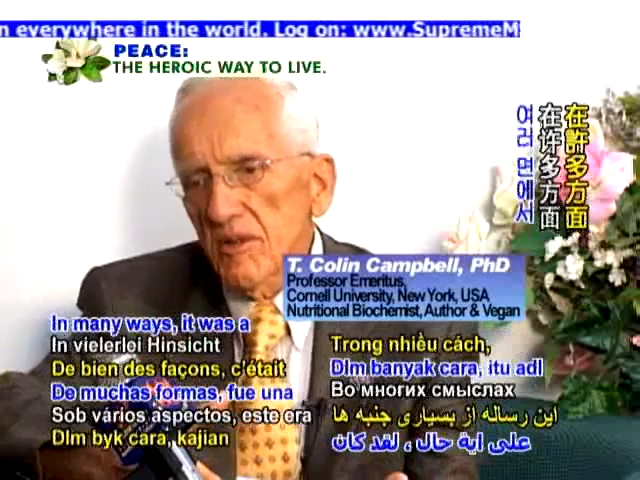 n everywhere in the world. Log on: www.SupremeM
PEACE:
THE HEROIC WAY TO LIVE.
在許多方面
在许多方面
여러 면에서
T. Colin Campbell, PhD
Professor Emeritus,
Cornell University, New York, USA
Nutritional Biochemist, Author & Vegan
In many ways, it was a
In vielerlei Hinsicht
De bien des façons, c'était
De muchas formas, fue una
Sob vários aspectos, este era
Dlm byk cara, kajian
Trong nhiều cách,
Dlm banyak cara, itu adl
Во многих смыслах
این رساله از بسیاری جنبه ها
على اية حال ، لقد كان